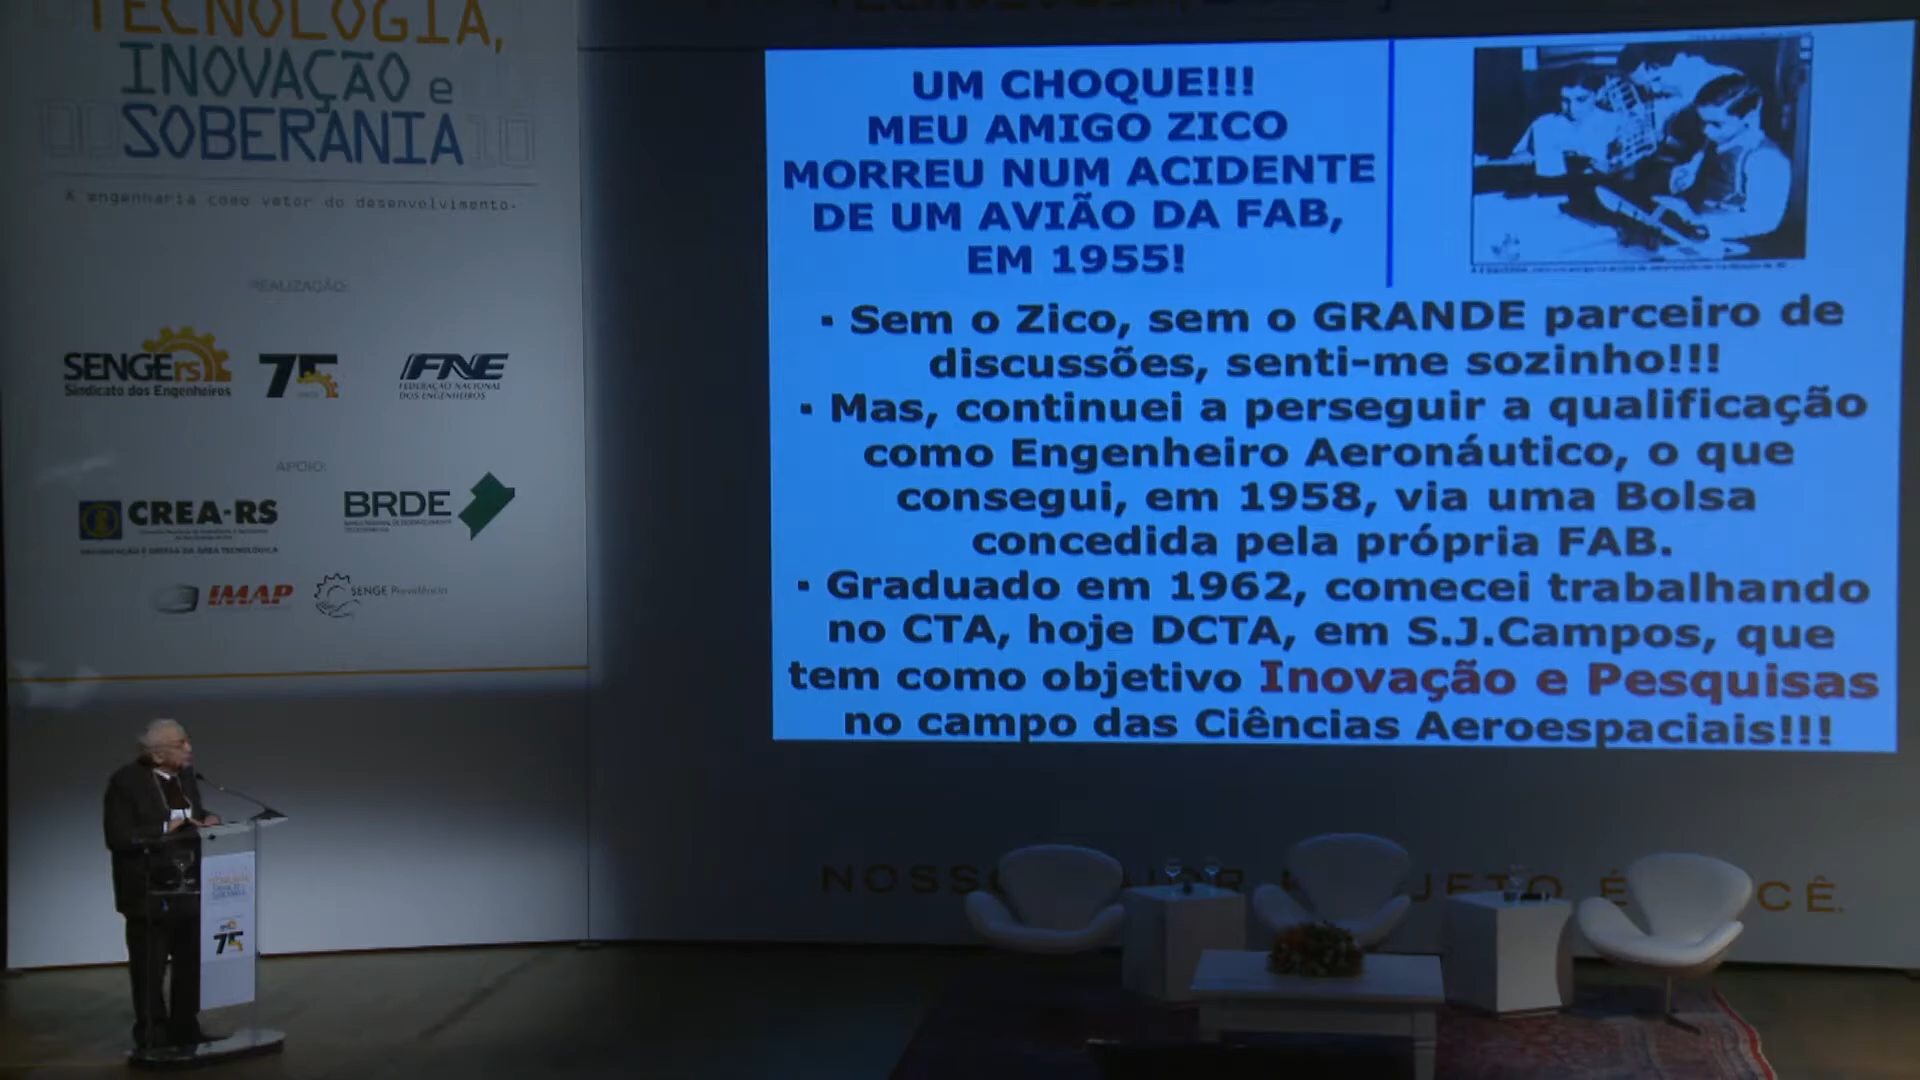 TECNOLOGIA,
INOVAÇÃO e
SOBERANIA
A engenharia como vetor do desenvolvimento.
REALIZAÇÃO:
SENGERS
Sindicato dos Engenheiros
75
FNE
FEDERAÇÃO NACIONAL
DOS ENGENHEIROS
APOIO:
CREA-RS
BRDE
IMAP
SENGE Previdência
UM CHOQUE!!!
MEU AMIGO ZICO
MORREU NUM ACIDENTE
DE UM AVIÃO DA FAB,
EM 1955!
▪ Sem o Zico, sem o GRANDE parceiro de
discussões, senti-me sozinho!!!
▪ Mas, continuei a perseguir a qualificação
como Engenheiro Aeronáutico, o que
consegui, em 1958, via uma Bolsa
concedida pela própria FAB.
▪ Graduado em 1962, comecei trabalhando
no CTA, hoje DCTA, em S.J.Campos, que
tem como objetivo Inovação e Pesquisas
no campo das Ciências Aeroespaciais!!!
75